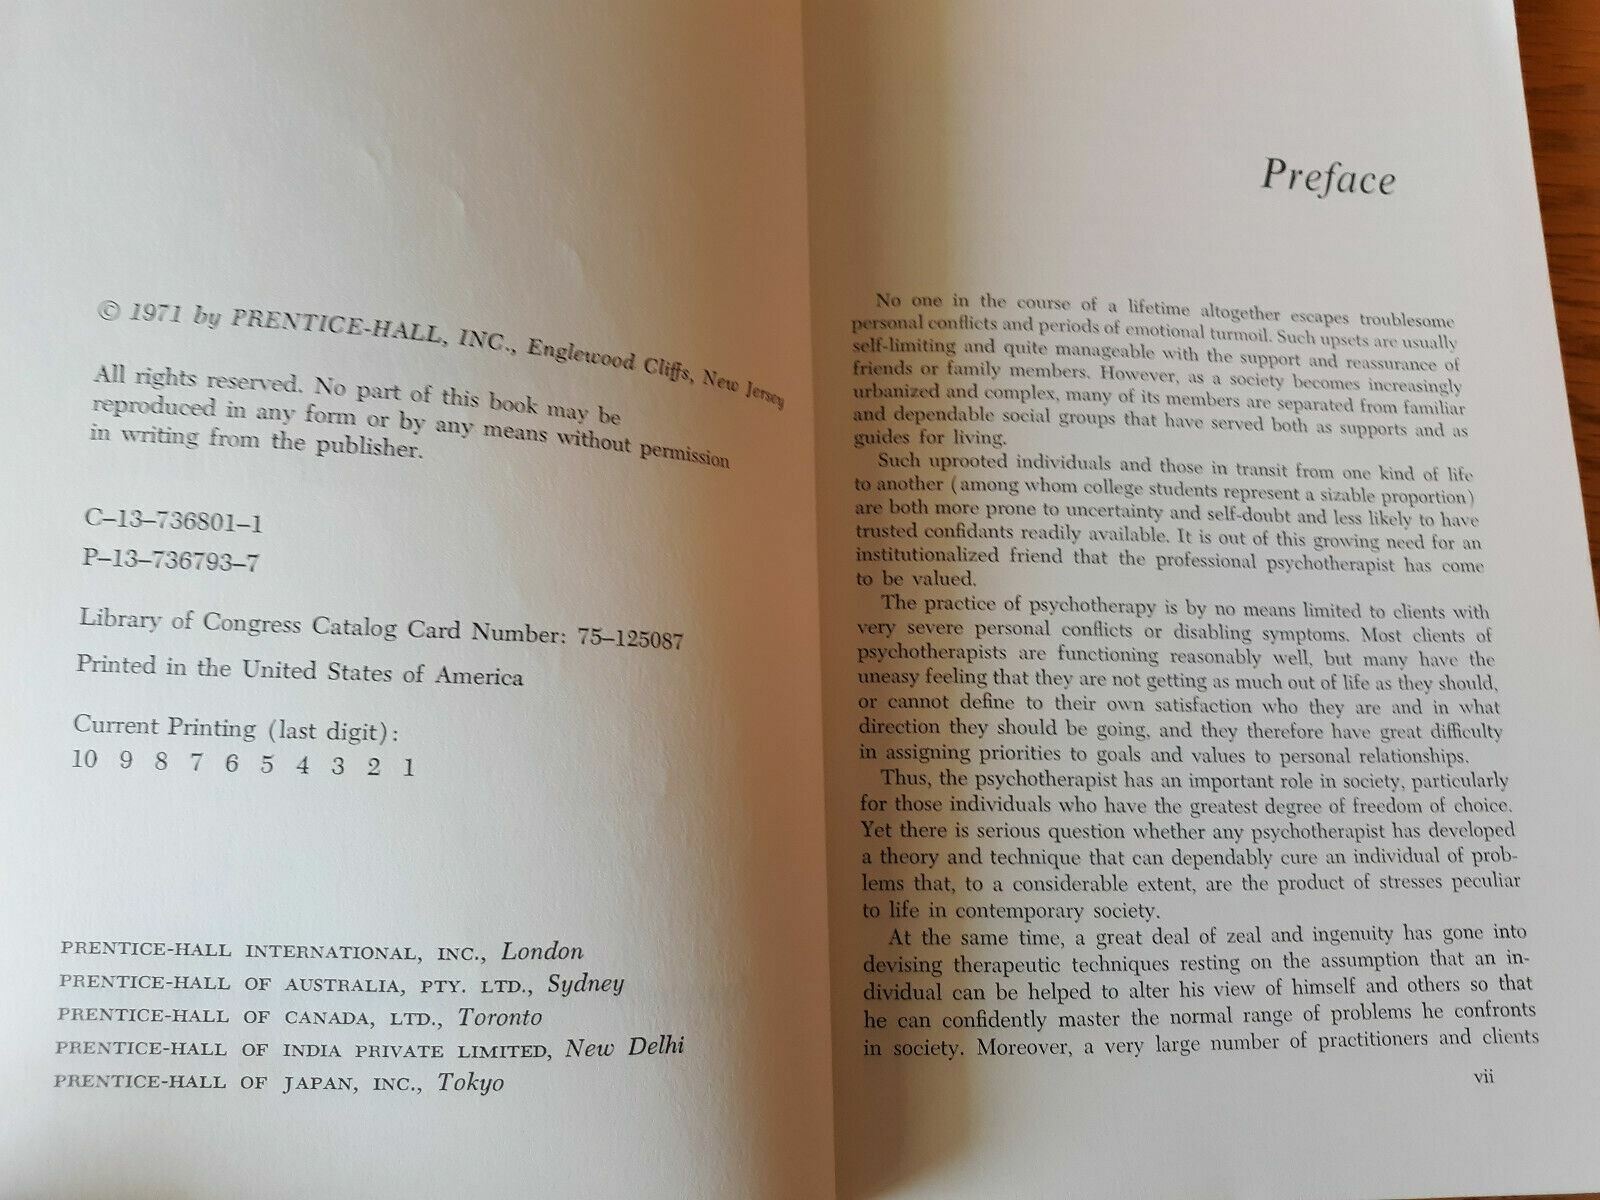 © 1971 by PRENTICE-HALL, INC., Englewood Cliffs, New Jersey
All rights reserved. No part of this book may be
reproduced in any form or by any means without permission
in writing from the publisher.
C–13–736801–1
P–13–736793–7
Library of Congress Catalog Card Number: 75–125087
Printed in the United States of America
Current Printing (last digit):
10 9 8 7 6 5 4 3 2 1
PRENTICE-HALL INTERNATIONAL, INC., London
PRENTICE-HALL OF AUSTRALIA, PTY. LTD., Sydney
PRENTICE-HALL OF CANADA, LTD., Toronto
PRENTICE-HALL OF INDIA PRIVATE LIMITED, New Delhi
PRENTICE-HALL OF JAPAN, INC., Tokyo
Preface
No one in the course of a lifetime altogether escapes troublesome
personal conflicts and periods of emotional turmoil. Such upsets are usually
self-limiting and quite manageable with the support and reassurance of
friends or family members. However, as a society becomes increasingly
urbanized and complex, many of its members are separated from familiar
and dependable social groups that have served both as supports and as
guides for living.
Such uprooted individuals and those in transit from one kind of life
to another (among whom college students represent a sizable proportion)
are both more prone to uncertainty and self-doubt and less likely to have
trusted confidants readily available. It is out of this growing need for an
institutionalized friend that the professional psychotherapist has come
to be valued.
The practice of psychotherapy is by no means limited to clients with
very severe personal conflicts or disabling symptoms. Most clients of
psychotherapists are functioning reasonably well, but many have the
uneasy feeling that they are not getting as much out of life as they should,
or cannot define to their own satisfaction who they are and in what
direction they should be going, and they therefore have great difficulty
in assigning priorities to goals and values to personal relationships.
Thus, the psychotherapist has an important role in society, particularly
for those individuals who have the greatest degree of freedom of choice.
Yet there is serious question whether any psychotherapist has developed
a theory and technique that can dependably cure an individual of prob-
lems that, to a considerable extent, are the product of stresses peculiar
to life in contemporary society.
At the same time, a great deal of zeal and ingenuity has gone into
devising therapeutic techniques resting on the assumption that an in-
dividual can be helped to alter his view of himself and others so that
he can confidently master the normal range of problems he confronts
in society. Moreover, a very large number of practitioners and clients
vii